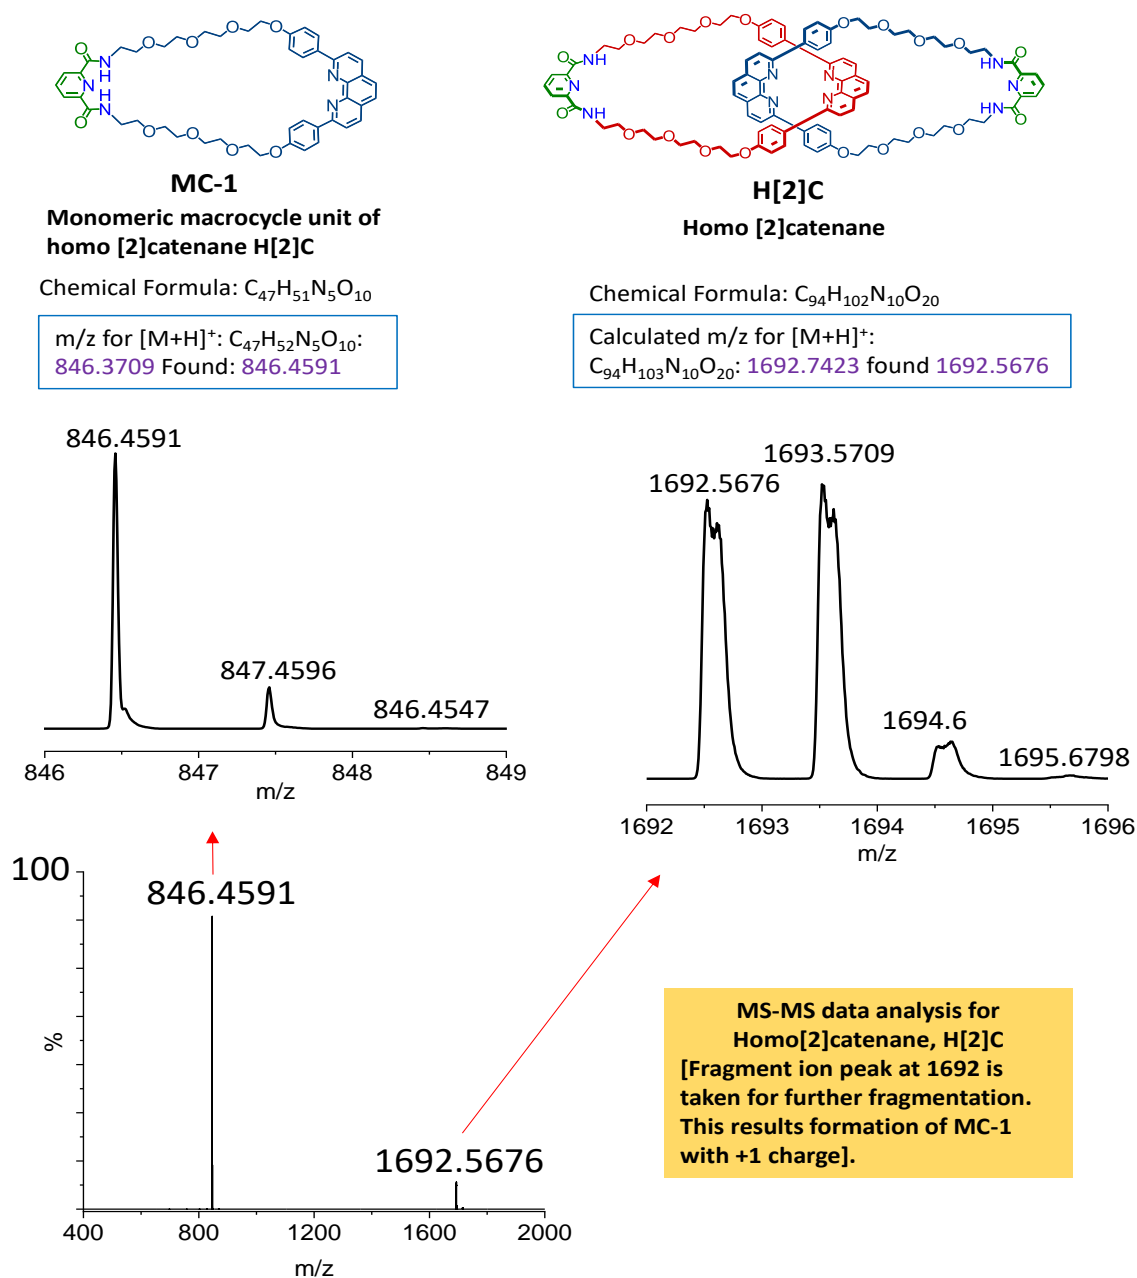 MC-1
Monomeric macrocycle unit of
homo [2]catenane H[2]C
Chemical Formula: C47H51N5O10
m/z for [M+H]+: C47H52N5O10:
846.3709 Found: 846.4591
H[2]C
Homo [2]catenane
Chemical Formula: C94H102N10O20
Calculated m/z for [M+H]+:
C94H103N10O20: 1692.7423 found 1692.5676
846.4591
847.4596
846.4547
846 847 848 849
m/z
1692.5676
1693.5709
1694.6
1695.6798
1692 1693 1694 1695 1696
m/z
100
846.4591
1692.5676
%
400 800 1200 1600 2000
m/z
MS-MS data analysis for
Homo[2]catenane, H[2]C
[Fragment ion peak at 1692 is
taken for further fragmentation.
This results formation of MC-1
with +1 charge].